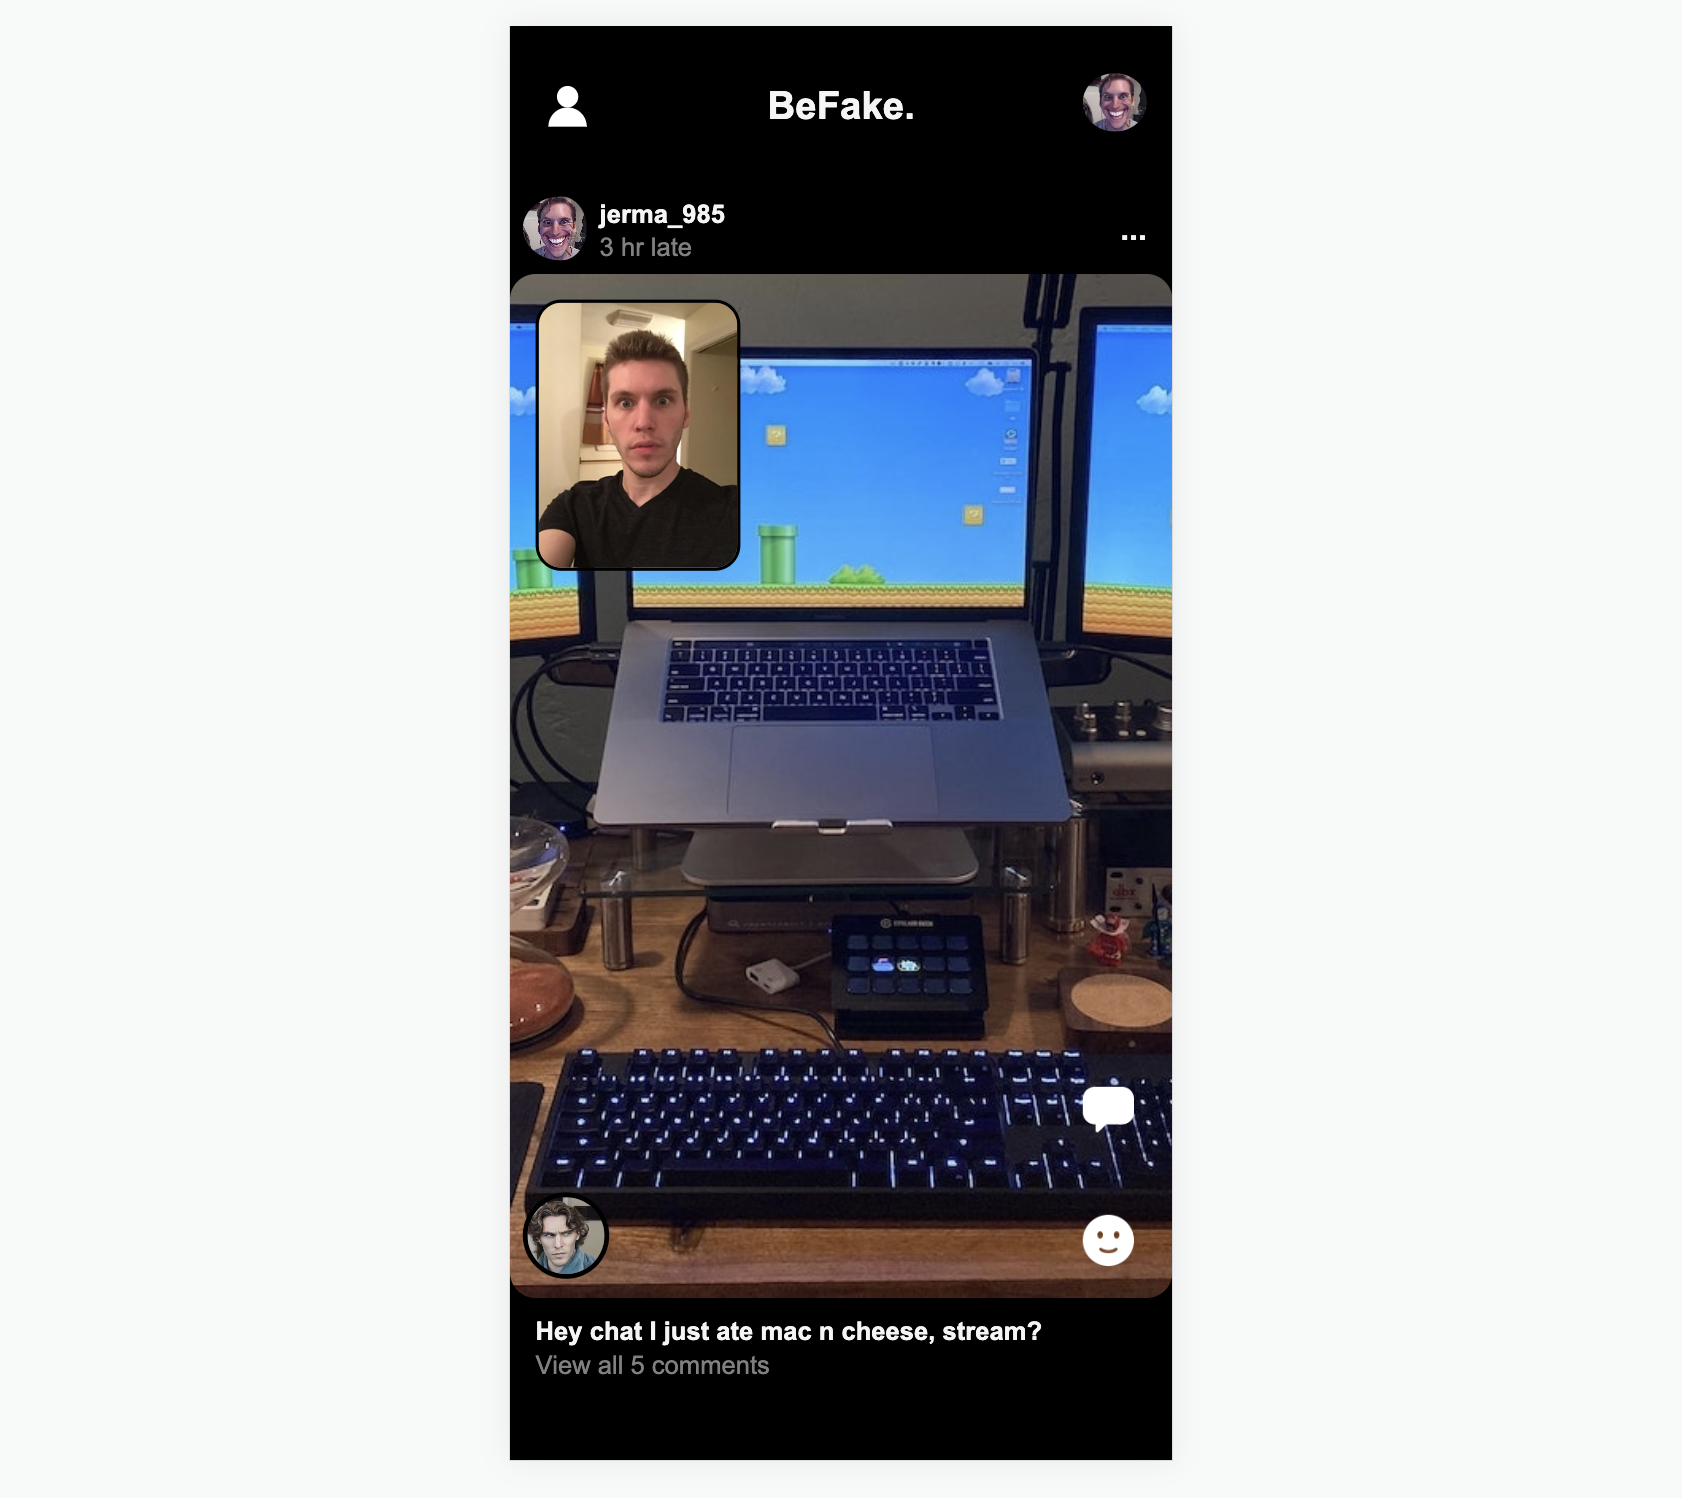 BeFake.
jerma_985
3 hr late
...
Hey chat I just ate mac n cheese, stream?
View all 5 comments